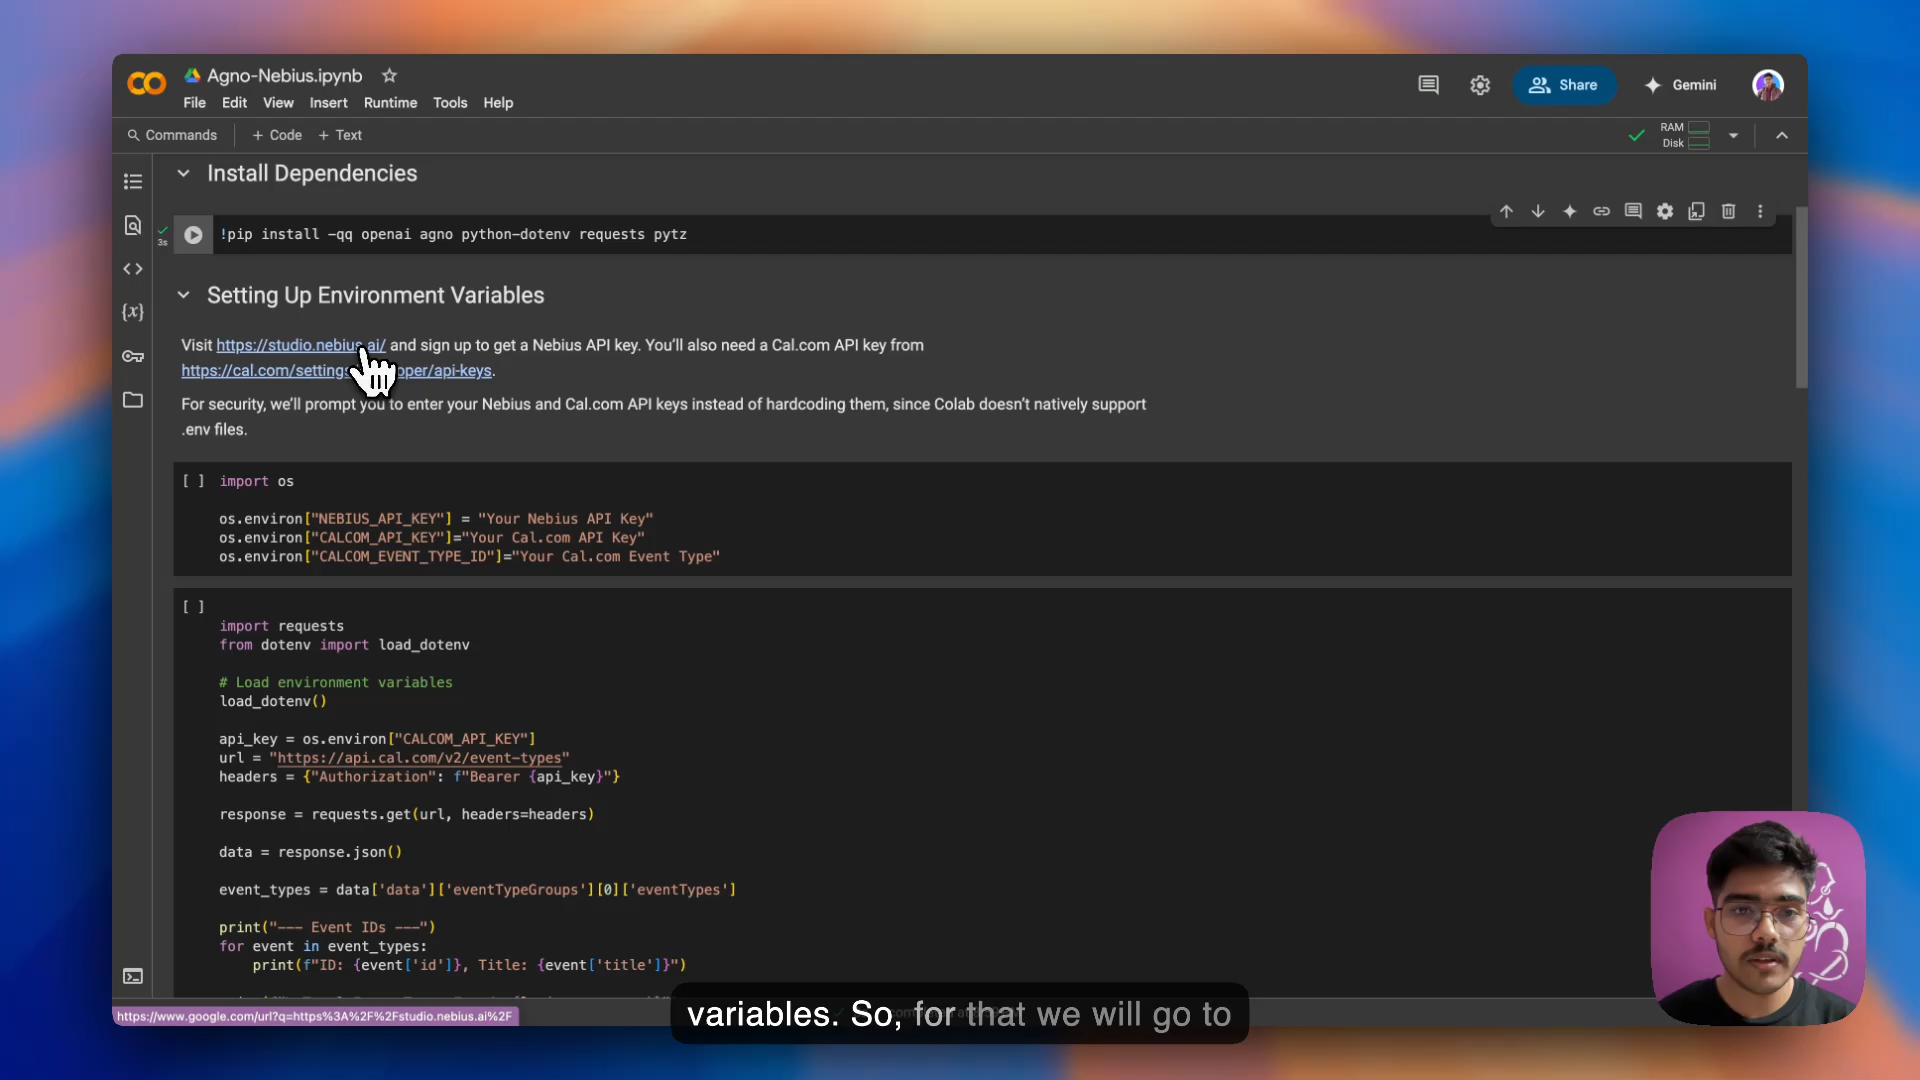 Agno-Nebius.ipynb
File Edit View Insert Runtime Tools Help
Share
Gemini
Commands + Code + Text
RAM
Disk
Install Dependencies
3s
!pip install -qq openai agno python-dotenv requests pytz
Setting Up Environment Variables
Visit https://studio.nebius.ai/ and sign up to get a Nebius API key. You’ll also need a Cal.com API key from
https://cal.com/settings oper/api-keys.
For security, we’ll prompt you to enter your Nebius and Cal.com API keys instead of hardcoding them, since Colab doesn’t natively support
.env files.
[ ] import os
os.environ["NEBIUS_API_KEY"] = "Your Nebius API Key"
os.environ["CALCOM_API_KEY"]="Your Cal.com API Key"
os.environ["CALCOM_EVENT_TYPE_ID"]="Your Cal.com Event Type"
[ ]
import requests
from dotenv import load_dotenv
# Load environment variables
load_dotenv()
api_key = os.environ["CALCOM_API_KEY"]
url = "https://api.cal.com/v2/event-types"
headers = {"Authorization": f"Bearer {api_key}"}
response = requests.get(url, headers=headers)
data = response.json()
event_types = data['data']['eventTypeGroups'][0]['eventTypes']
print("--- Event IDs ---")
for event in event_types:
print(f"ID: {event['id']}, Title: {event['title']}")
https://www.google.com/url?q=https%3A%2F%2Fstudio.nebius.ai%2F
variables. So, for that we will go to